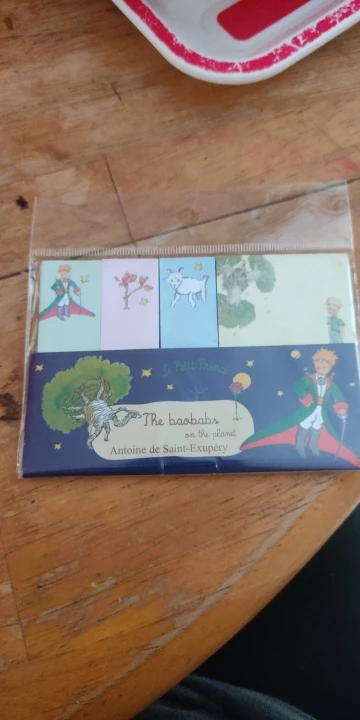 Le Petit Prince
The baobabs
on the planet
Antoine de Saint-Exupéry